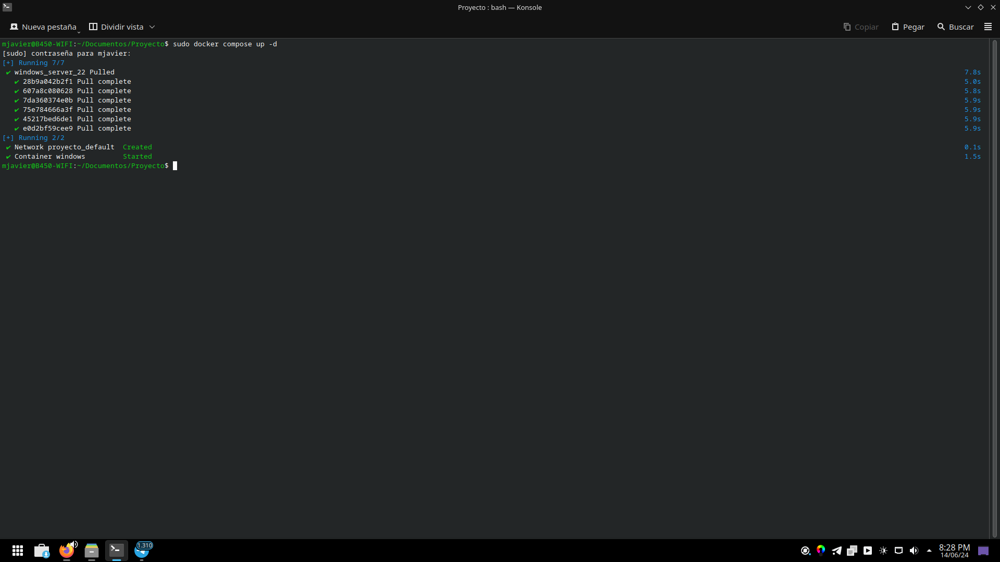 Proyecto : bash — Konsole
Nueva pestaña Dividir vista Copiar Pegar Buscar
mjavier@B450-WIFI:~/Documentos/Proyecto$ sudo docker compose up -d
[sudo] contraseña para mjavier:
[+] Running 7/7
✔ windows_server_22 Pulled 7.8s
✔ 28b9a042b2f1 Pull complete 5.0s
✔ 607a8c080628 Pull complete 5.8s
✔ 7da360374e0b Pull complete 5.9s
✔ 75e784666a3f Pull complete 5.9s
✔ 45217bed6de1 Pull complete 5.9s
✔ e0d2bf59cee9 Pull complete 5.9s
[+] Running 2/2
✔ Network proyecto_default Created 0.1s
✔ Container windows Started 1.5s
mjavier@B450-WIFI:~/Documentos/Proyecto$
1.310
8:28 PM
14/06/24